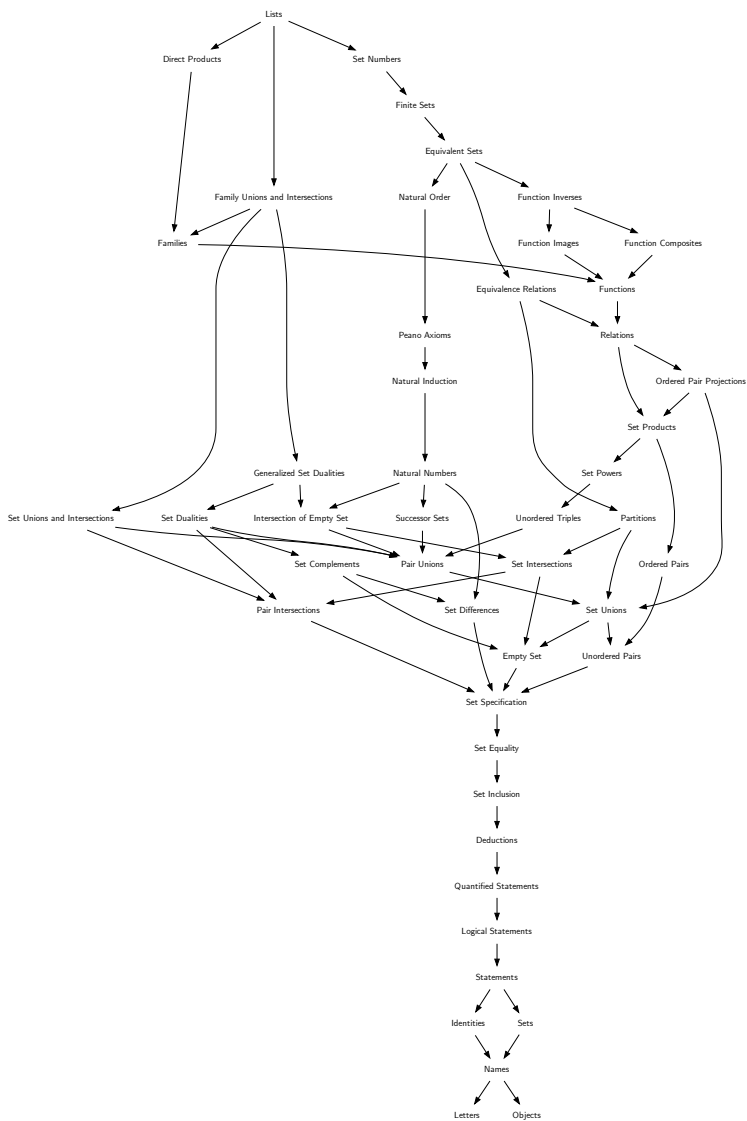 Lists
Direct Products
Set Numbers
Finite Sets
Equivalent Sets
Family Unions and Intersections
Natural Order
Function Inverses
Families
Function Images
Function Composites
Equivalence Relations
Functions
Peano Axioms
Relations
Natural Induction
Ordered Pair Projections
Set Products
Generalized Set Dualities
Natural Numbers
Set Powers
Set Unions and Intersections
Set Dualities
Intersection of Empty Set
Successor Sets
Unordered Triples
Partitions
Set Complements
Pair Unions
Set Intersections
Ordered Pairs
Pair Intersections
Set Differences
Set Unions
Empty Set
Unordered Pairs
Set Specification
Set Equality
Set Inclusion
Deductions
Quantified Statements
Logical Statements
Statements
Identities
Sets
Names
Letters
Objects